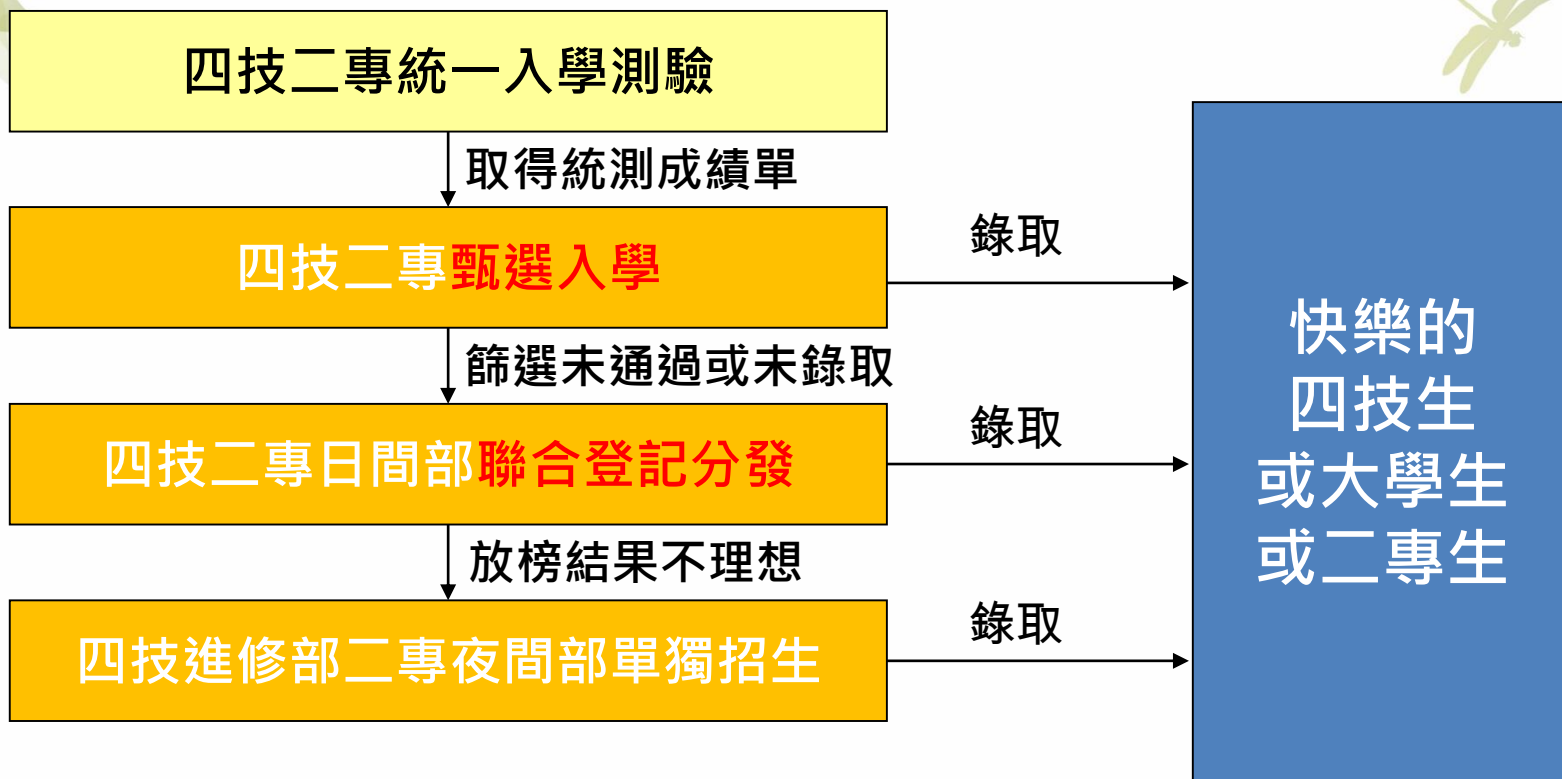 四技二專統一入學測驗
取得統測成績單
四技二專甄選入學
錄取
篩選未通過或未錄取
四技二專日間部聯合登記分發
錄取
放榜結果不理想
四技進修部二專夜間部單獨招生
錄取
快樂的
四技生
或大學生
或二專生